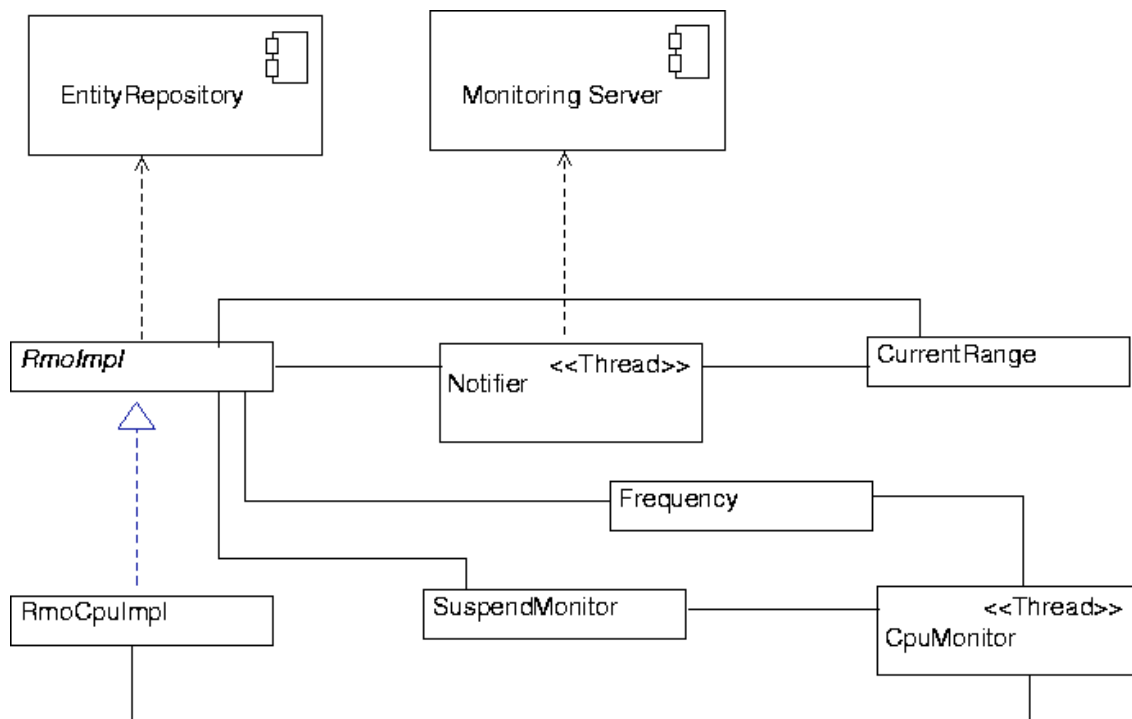 EntityRepository
Monitoring Server
RmoImpl
<<Thread>>
Notifier
CurrentRange
Frequency
RmoCpuImpl
SuspendMonitor
<<Thread>>
CpuMonitor